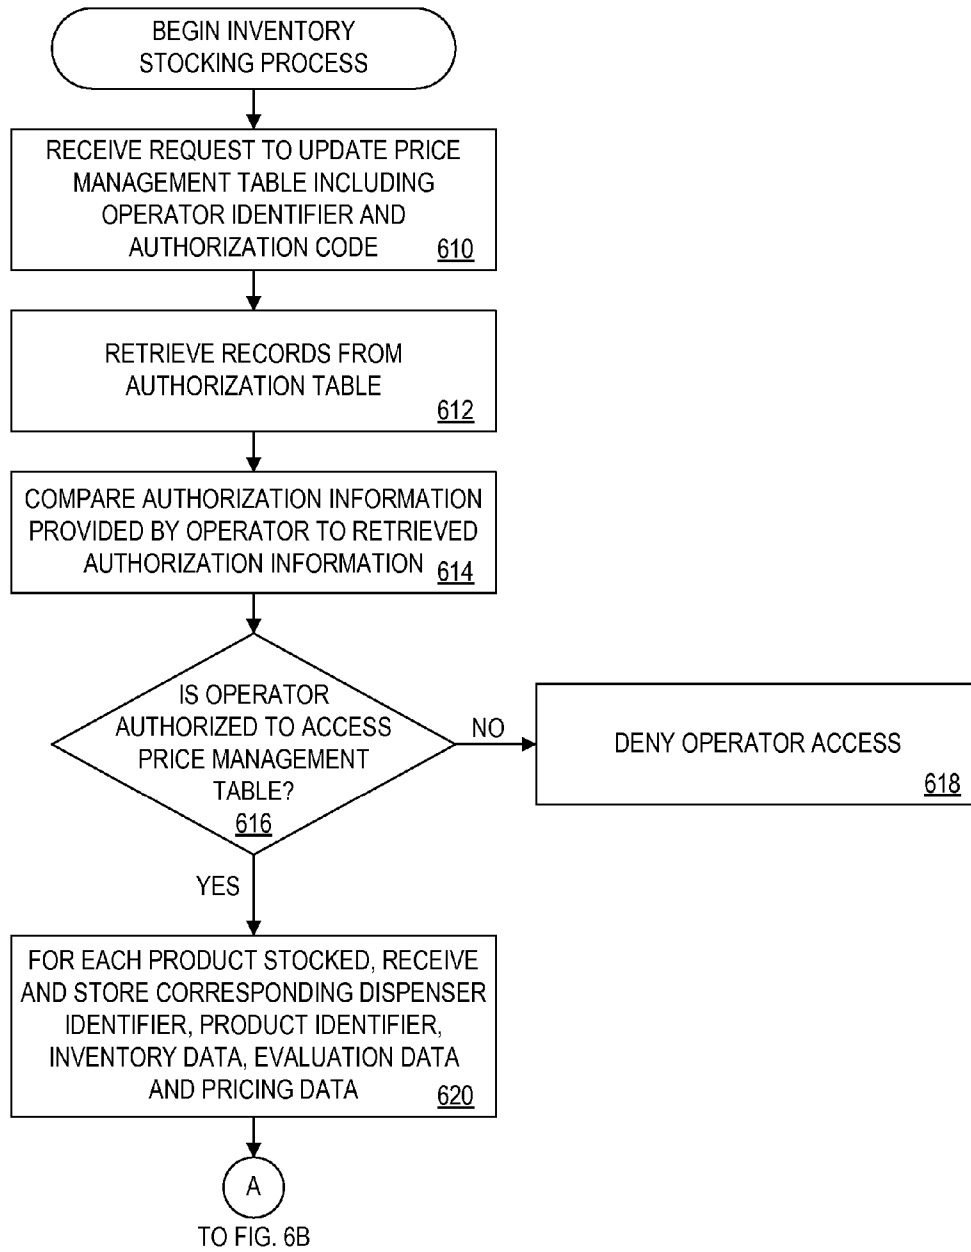 BEGIN INVENTORY
STOCKING PROCESS
RECEIVE REQUEST TO UPDATE PRICE
MANAGEMENT TABLE INCLUDING
OPERATOR IDENTIFIER AND
AUTHORIZATION CODE
610
RETRIEVE RECORDS FROM
AUTHORIZATION TABLE
612
COMPARE AUTHORIZATION INFORMATION
PROVIDED BY OPERATOR TO RETRIEVED
AUTHORIZATION INFORMATION
614
IS OPERATOR
AUTHORIZED TO ACCESS
PRICE MANAGEMENT
TABLE?
616
NO
DENY OPERATOR ACCESS
618
YES
FOR EACH PRODUCT STOCKED, RECEIVE
AND STORE CORRESPONDING DISPENSER
IDENTIFIER, PRODUCT IDENTIFIER,
INVENTORY DATA, EVALUATION DATA
AND PRICING DATA
620
A
TO FIG. 6B